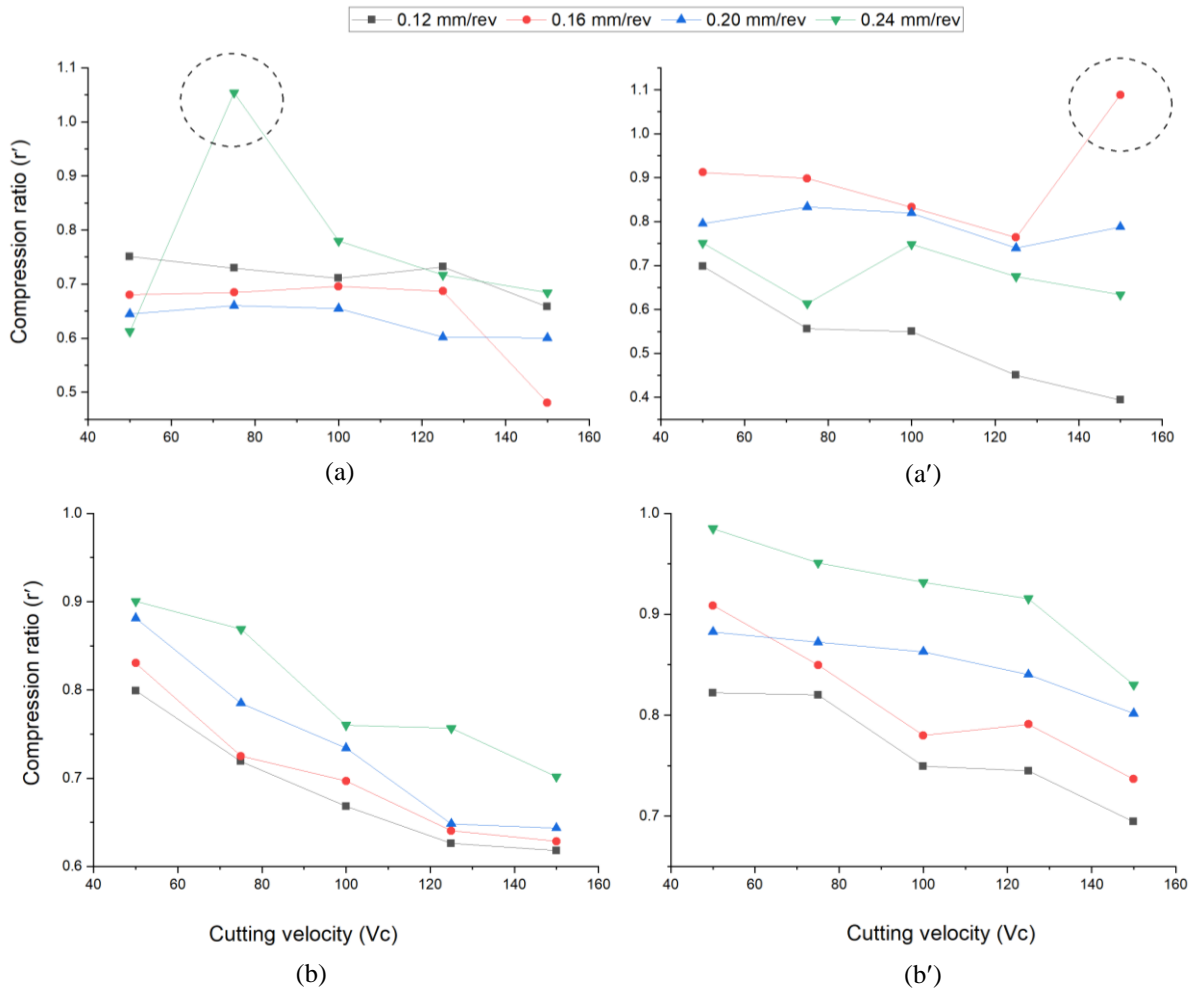 0.12 mm/rev 0.16 mm/rev 0.20 mm/rev 0.24 mm/rev
Compression ratio (r′)
1.1
1.0
0.9
0.8
0.7
0.6
0.5
40 60 80 100 120 140 160
(a)
1.1
1.0
0.9
0.8
0.7
0.6
0.5
0.4
40 60 80 100 120 140 160
(a′)
Compression ratio (r′)
1.0
0.9
0.8
0.7
0.6
40 60 80 100 120 140 160
Cutting velocity (Vc)
(b)
1.0
0.9
0.8
0.7
40 60 80 100 120 140 160
Cutting velocity (Vc)
(b′)